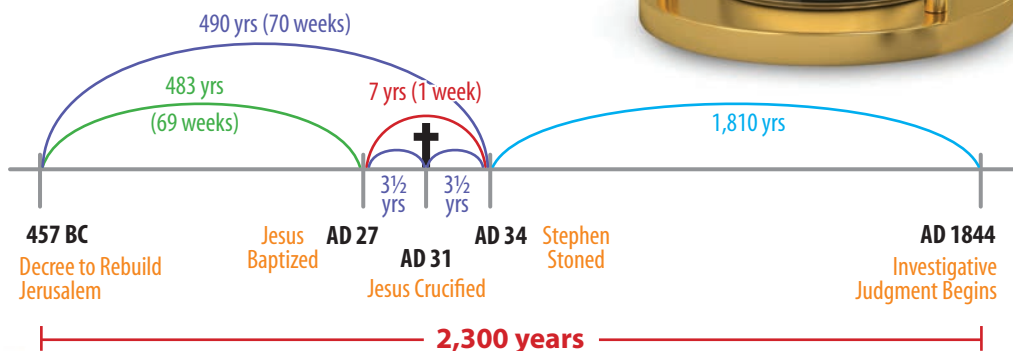 490 yrs (70 weeks)
483 yrs
(69 weeks)
7 yrs (1 week)
1,810 yrs
3½
yrs
3½
yrs
457 BC
Decree to Rebuild
Jerusalem
Jesus
Baptized
AD 27
AD 31
Jesus Crucified
AD 34
Stephen
Stoned
AD 1844
Investigative
Judgment Begins
2,300 years